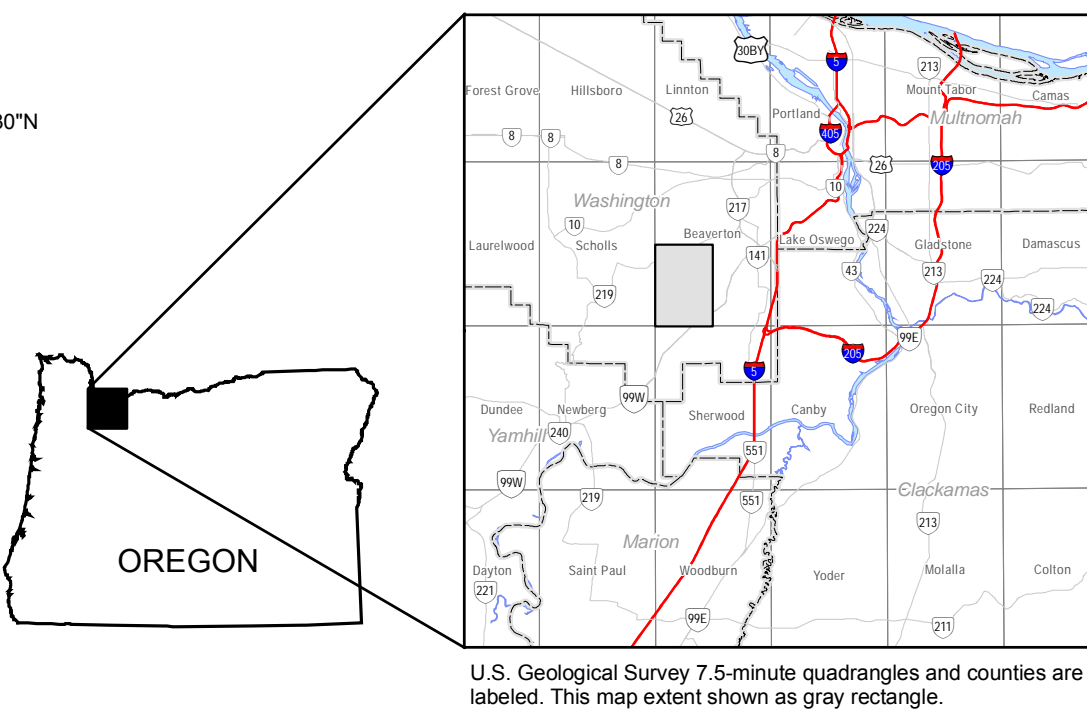 30"N
30BY
5
213
Forest Grove
Hillsboro
Linnton
Mount Tabor
Camas
26
Portland
Multnomah
405
8
8
8
8
26
205
10
Washington
217
10
224
Laurelwood
Scholls
Beaverton
Lake Oswego
Gladstone
Damascus
141
43
213
224
219
224
99E
205
5
99W
Dundee
Newberg
Sherwood
Canby
Oregon City
Redland
Yamhill
240
551
99W
219
551
Clackamas
213
Marion
OREGON
Dayton
Saint Paul
Woodburn
Yoder
Molalla
Colton
221
99E
211
U.S. Geological Survey 7.5-minute quadrangles and counties are
labeled. This map extent shown as gray rectangle.